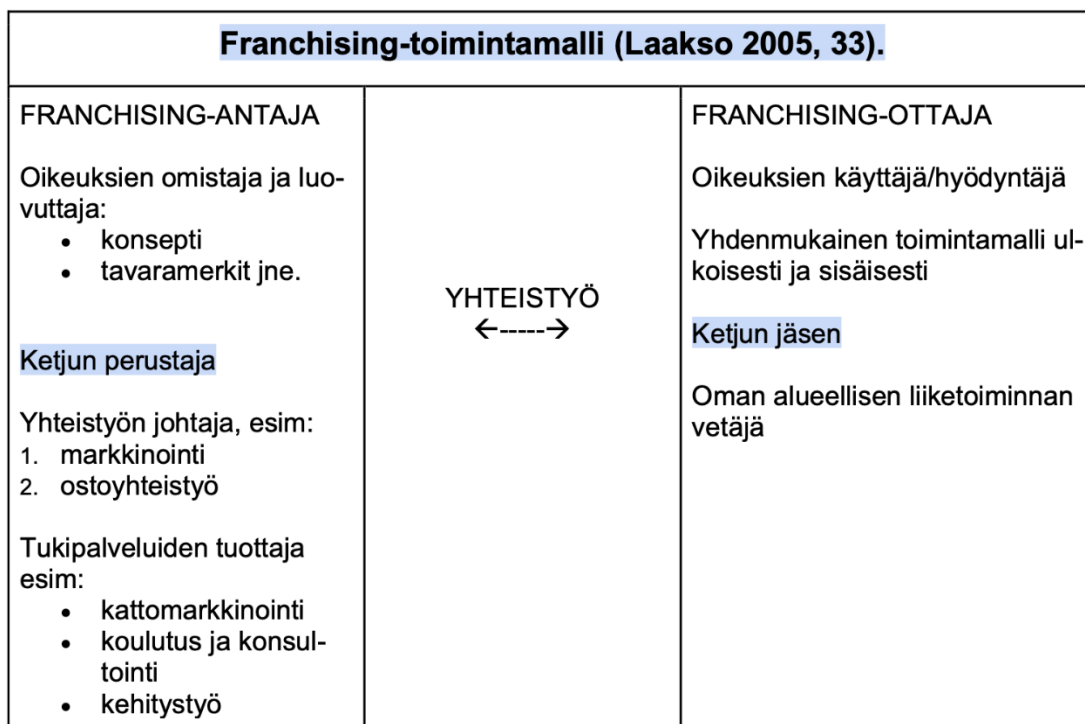 Franchising-toimintamalli (Laakso 2005, 33).
FRANCHISING-ANTAJA
Oikeuksien omistaja ja luo-
vuttaja:
• konsepti
• tavaramerkit jne.
Ketjun perustaja
Yhteistyön johtaja, esim:
1. markkinointi
2. ostoyhteistyö
Tukipalveluiden tuottaja
esim:
• kattomarkkinointi
• koulutus ja konsul-
tointi
• kehitystyö
YHTEISTYÖ
←-----→
FRANCHISING-OTTAJA
Oikeuksien käyttäjä/hyödyntäjä
Yhdenmukainen toimintamalli ul-
koisesti ja sisäisesti
Ketjun jäsen
Oman alueellisen liiketoiminnan
vetäjä